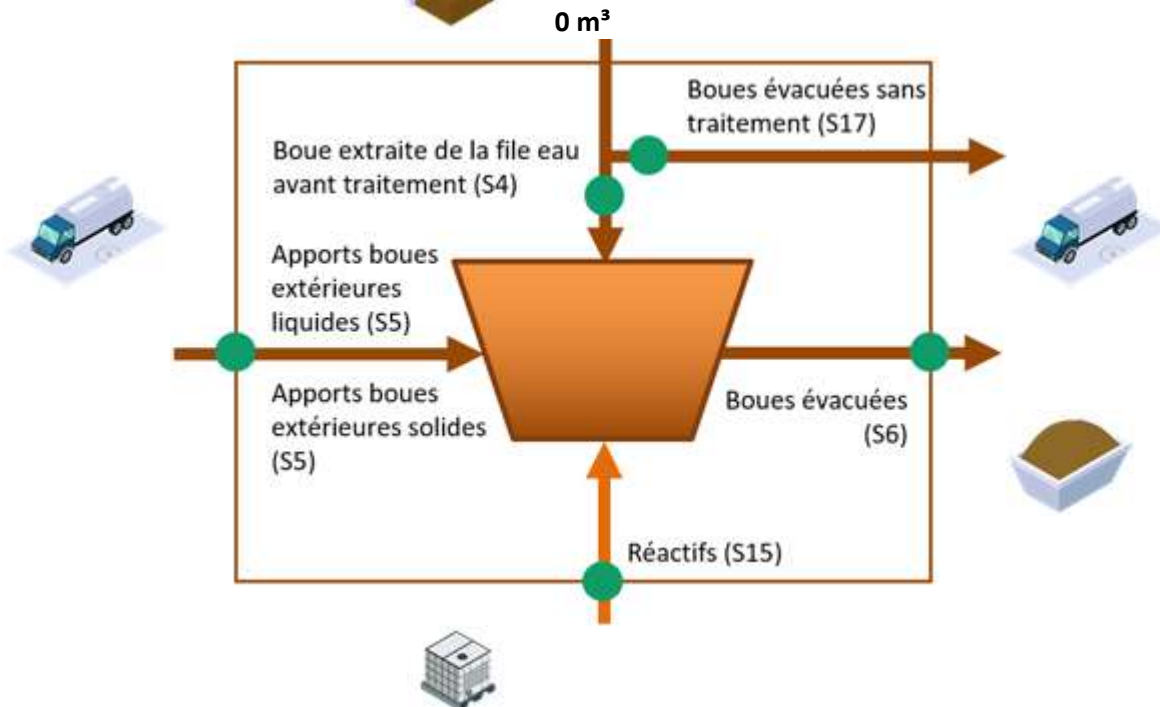 0 m³
Boues évacuées sans
traitement (S17)
Boue extraite de la file eau
avant traitement (S4)
Apports boues
extérieures
liquides (S5)
Apports boues
extérieures solides
(S5)
Boues évacuées
(S6)
Réactifs (S15)